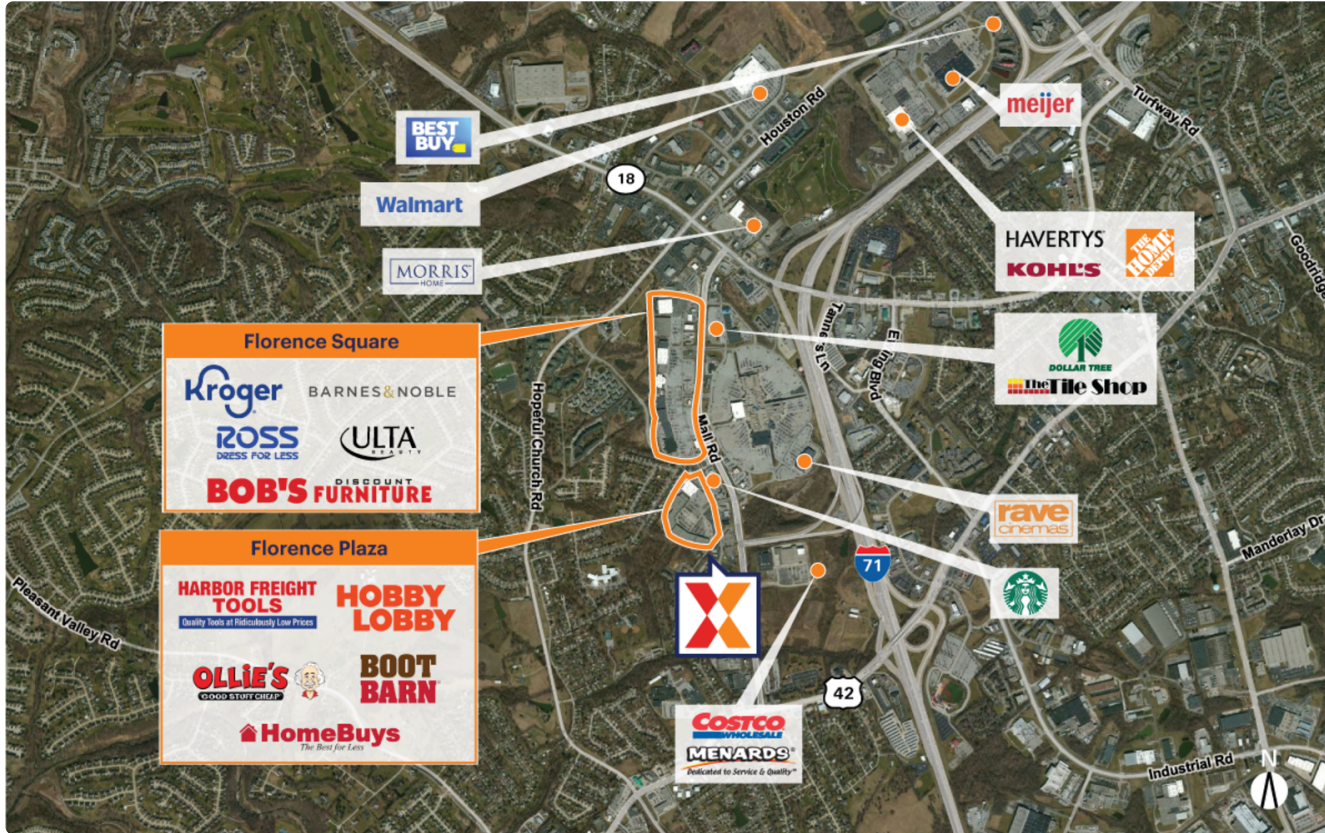 BEST
BUY
Walmart
MORRIS
HOME
18
Houston Rd
meijer
Turfway Rd
HAVERTYS
KOHL'S
THE
HOME
DEPOT
Florence Square
Kroger
BARNES&NOBLE
ROSS
DRESS FOR LESS
ULTA
BEAUTY
BOB'S DISCOUNT
FURNITURE
DOLLAR TREE
The Tile Shop
Mall Rd
Hopeful Church Rd
rave
cinemas
Florence Plaza
HARBOR FREIGHT
TOOLS
Quality Tools at Ridiculously Low Prices
HOBBY
LOBBY
OLLIE'S
GOOD STUFF CHEAP
BOOT
BARN
HomeBuys
The Best for Less
Pleasant Valley Rd
71
42
COSTCO
WHOLESALE
MENARDS®
Dedicated to Service & Quality™
Manderlay Dr
Industrial Rd
N